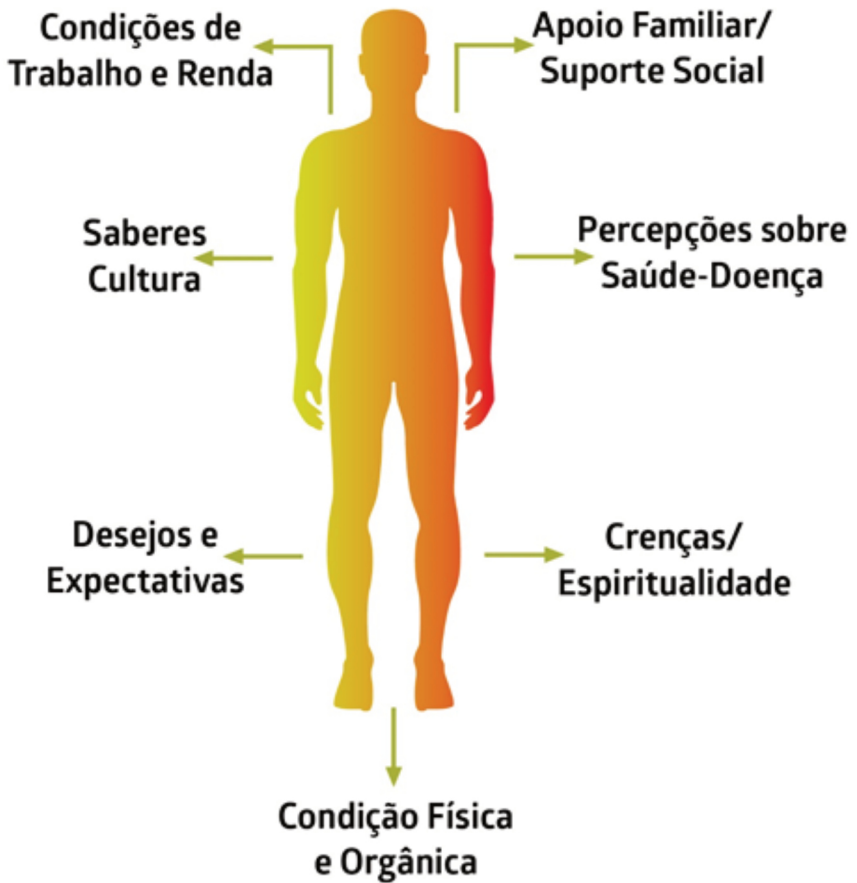 Condições de
Trabalho e Renda
Apoio Familiar/
Suporte Social
Saberes
Cultura
Percepções sobre
Saúde-Doença
Desejos e
Expectativas
Crenças/
Espiritualidade
Condição Física
e Orgânica